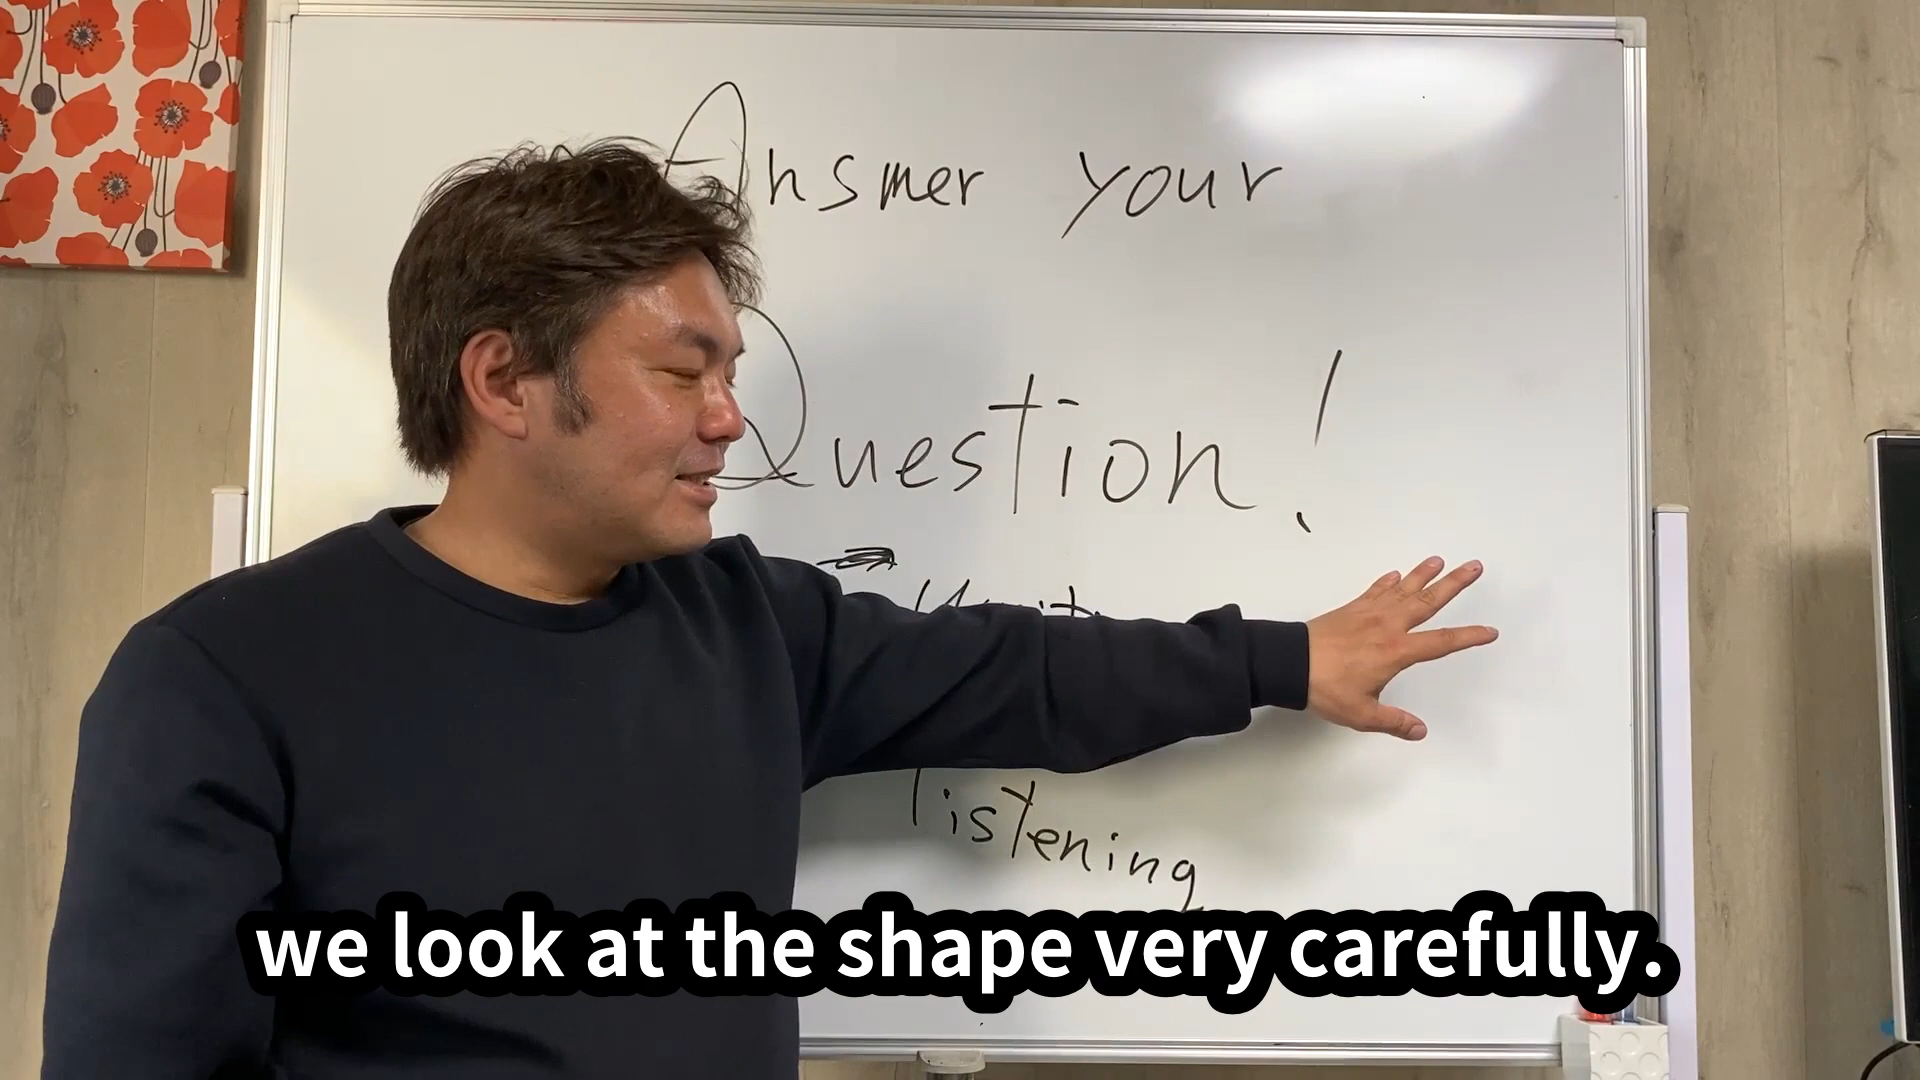 Answer your
Question!
listening
we look at the shape very carefully.